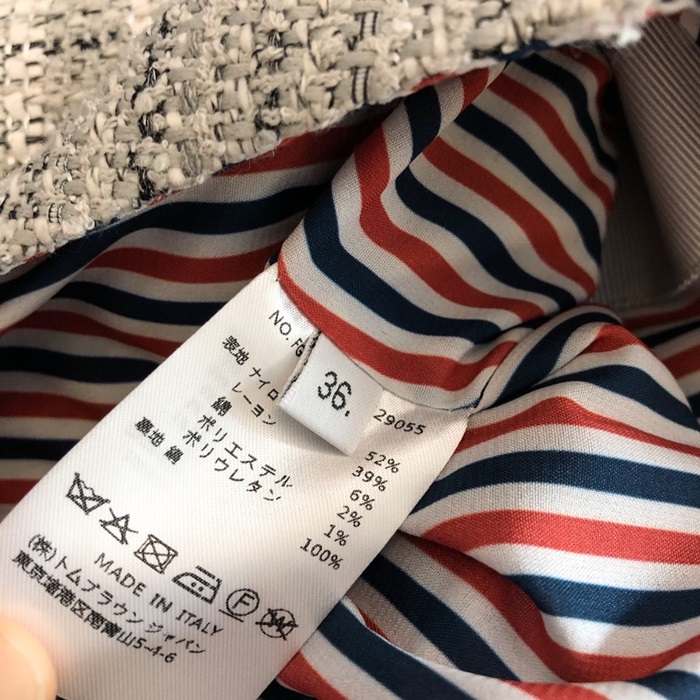 NO. FG
29055
36.
表地 ナイロ 52%
レーヨン 39%
綿 6%
ポリエステル 2%
ポリウレタン 1%
裏地 絹 100%
MADE IN ITALY
(株)トムブラウン ジャパン
東京都港区南青山5-4-6